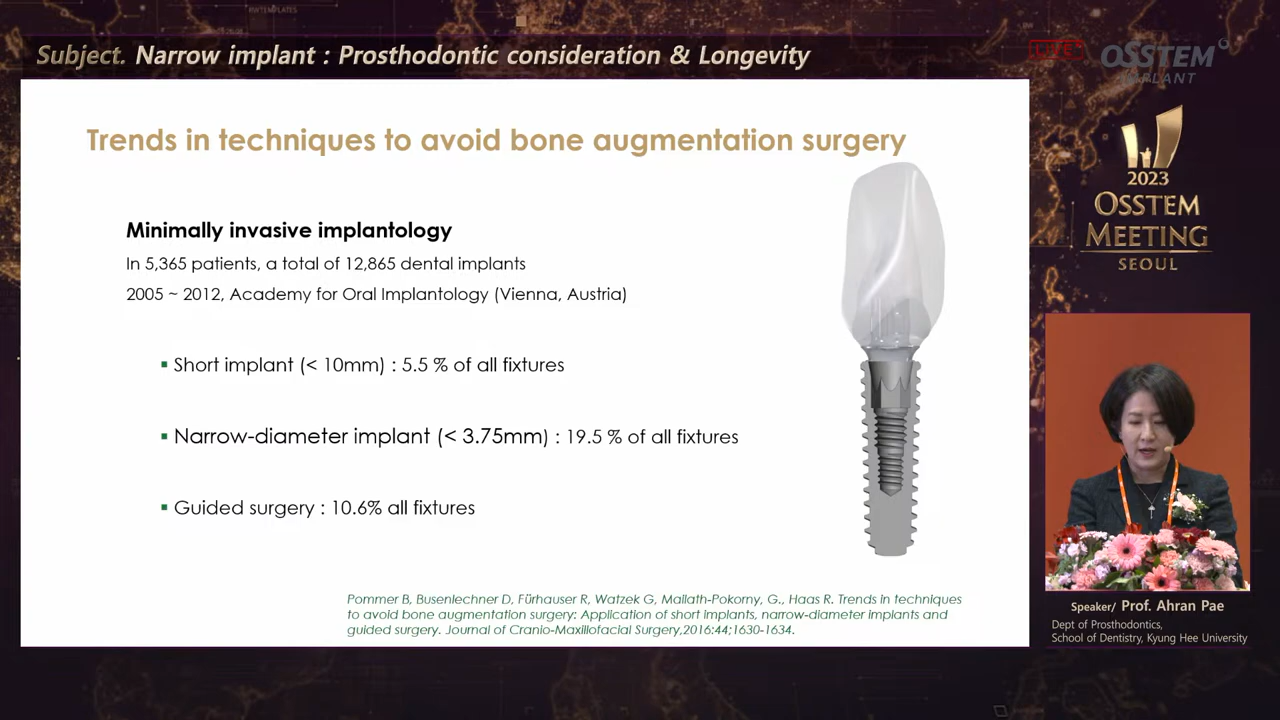 RWTEMPLATES
Subject. Narrow implant : Prosthodontic consideration & Longevity
LIVE
OSSTEM
IMPLANT
Trends in techniques to avoid bone augmentation surgery
Minimally invasive implantology
In 5,365 patients, a total of 12,865 dental implants
2005 ~ 2012, Academy for Oral Implantology (Vienna, Austria)
▪ Short implant (< 10mm) : 5.5 % of all fixtures
▪ Narrow-diameter implant (< 3.75mm) : 19.5 % of all fixtures
▪ Guided surgery : 10.6% all fixtures
Pommer B, Busenlechner D, Fürhauser R, Watzek G, Mailath-Pokorny, G., Haas R. Trends in techniques
to avoid bone augmentation surgery: Application of short implants, narrow-diameter implants and
guided surgery. Journal of Cranio-Maxillofacial Surgery,2016:44;1630-1634.
2023
OSSTEM
MEETING
SEOUL
Speaker/ Prof. Ahran Pae
Dept of Prosthodontics,
School of Dentistry, Kyung Hee University